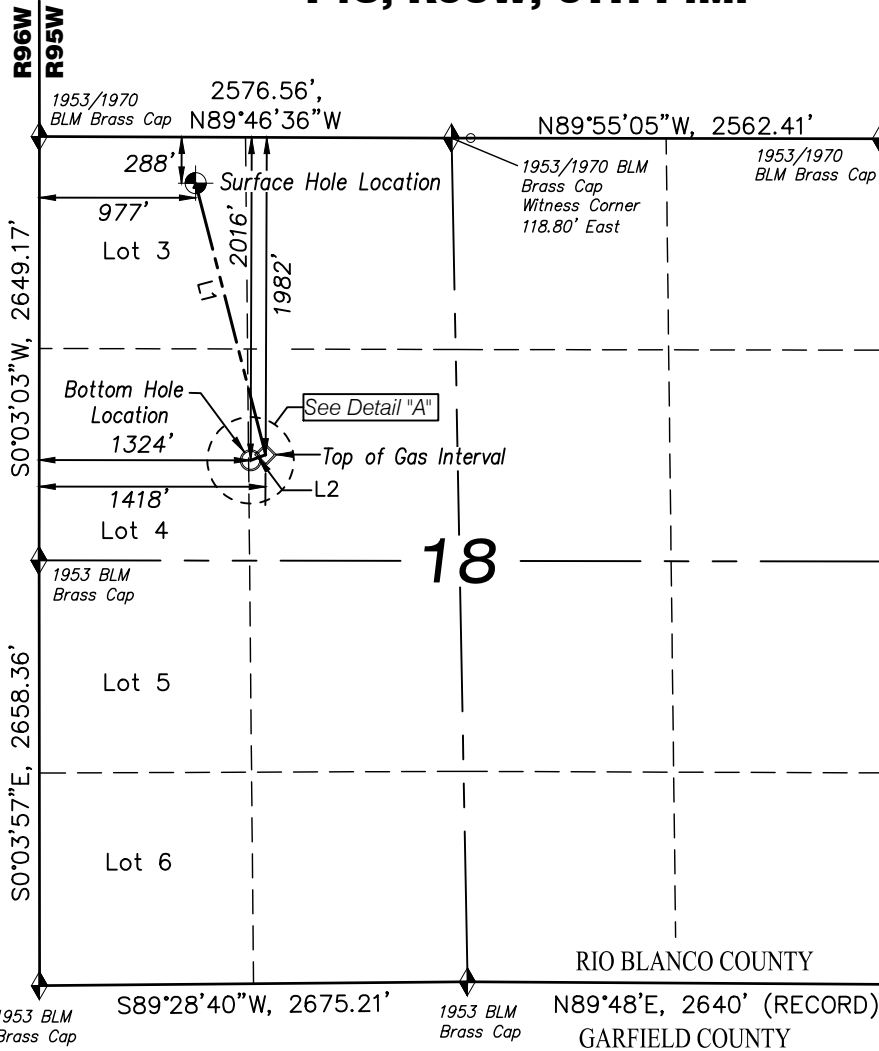 R96W
R95W
1953/1970
BLM Brass Cap
2576.56',
N89°46'36"W
N89°55'05"W, 2562.41'
1953/1970 BLM
Brass Cap
Witness Corner
118.80' East
1953/1970
BLM Brass Cap
288'
Surface Hole Location
977'
Lot 3
2016'
1982'
L1
S0°03'03"W, 2649.17'
Bottom Hole
Location
See Detail "A"
1324'
Top of Gas Interval
L2
1418'
Lot 4
18
1953 BLM
Brass Cap
Lot 5
S0°03'57"E, 2658.36'
Lot 6
RIO BLANCO COUNTY
S89°28'40"W, 2675.21'
N89°48'E, 2640' (RECORD)
1953 BLM
Brass Cap
1953 BLM
Brass Cap
GARFIELD COUNTY